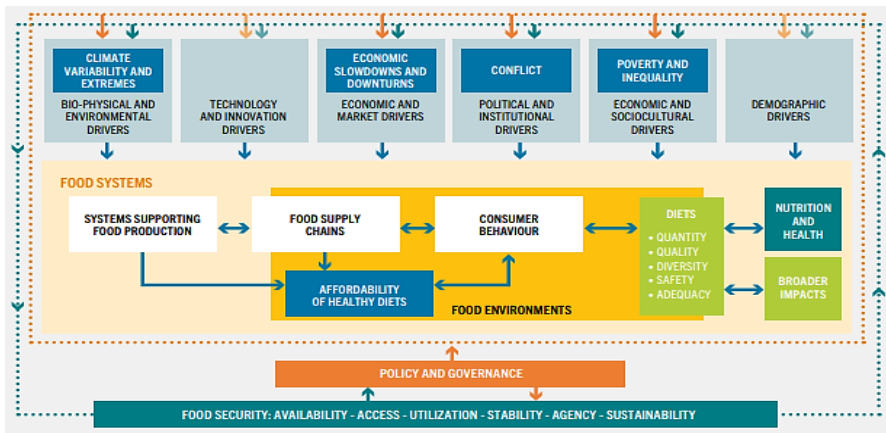 CLIMATE
VARIABILITY AND
EXTREMES
BIO-PHYSICAL AND
ENVIRONMENTAL
DRIVERS
TECHNOLOGY
AND INNOVATION
DRIVERS
ECONOMIC
SLOWDOWNS AND
DOWNTURNS
ECONOMIC AND
MARKET DRIVERS
CONFLICT
POLITICAL AND
INSTITUTIONAL
DRIVERS
POVERTY AND
INEQUALITY
ECONOMIC AND
SOCIOCULTURAL
DRIVERS
DEMOGRAPHIC
DRIVERS
FOOD SYSTEMS
SYSTEMS SUPPORTING
FOOD PRODUCTION
FOOD SUPPLY
CHAINS
CONSUMER
BEHAVIOUR
DIETS
• QUANTITY
• QUALITY
• DIVERSITY
• SAFETY
• ADEQUACY
NUTRITION
AND
HEALTH
BROADER
IMPACTS
AFFORDABILITY
OF HEALTHY DIETS
FOOD ENVIRONMENTS
POLICY AND GOVERNANCE
FOOD SECURITY: AVAILABILITY - ACCESS - UTILIZATION - STABILITY - AGENCY - SUSTAINABILITY